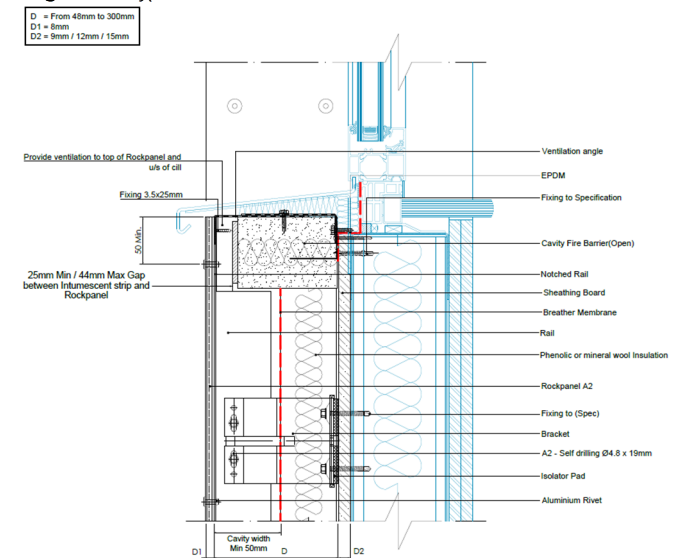 D = From 48mm to 300mm
D1 = 8mm
D2 = 9mm / 12mm / 15mm
Ventilation angle
Provide ventilation to top of Rockpanel and
u/s of cill
EPDM
Fixing 3.5x25mm
Fixing to Specification
50 Min.
Cavity Fire Barrier(Open)
25mm Min / 44mm Max Gap
between Intumescent strip and
Rockpanel
Notched Rail
Sheathing Board
Breather Membrane
Rail
Phenolic or mineral wool Insulation
Rockpanel A2
Fixing to (Spec)
Bracket
A2 - Self drilling Ø4.8 x 19mm
Isolator Pad
Aluminium Rivet
Cavity width
Min 50mm
D1
D
D2